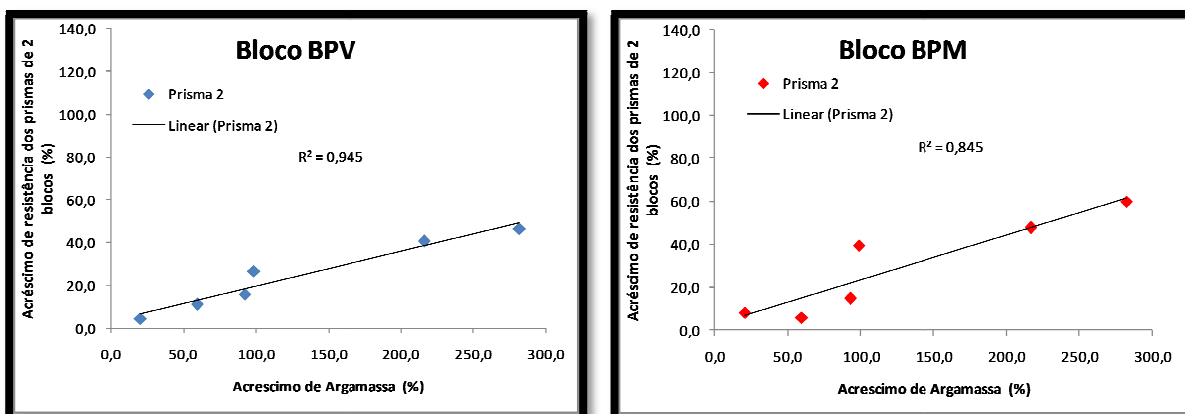 Bloco BPV
Acréscimo de resistência dos prismas de 2
blocos (%)
140,0
120,0
100,0
80,0
60,0
40,0
20,0
0,0
Prisma 2
Linear (Prisma 2)
R² = 0,945
0,0 50,0 100,0 150,0 200,0 250,0 300,0
Acrescimo de Argamassa (%)
Bloco BPM
Acréscimo de resistência dos prismas de 2
blocos (%)
140,0
120,0
100,0
80,0
60,0
40,0
20,0
0,0
Prisma 2
Linear (Prisma 2)
R² = 0,845
0,0 50,0 100,0 150,0 200,0 250,0 300,0
Acrescimo de Argamassa (%)